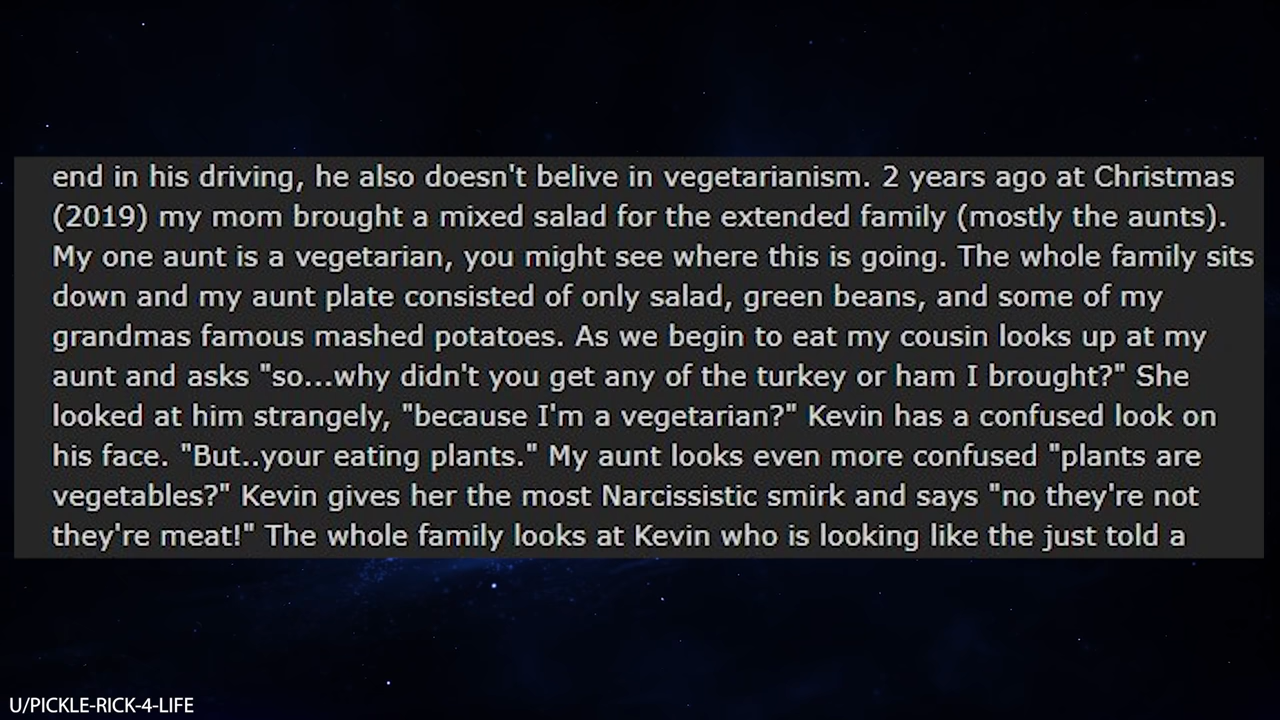 end in his driving, he also doesn't belive in vegetarianism. 2 years ago at Christmas
(2019) my mom brought a mixed salad for the extended family (mostly the aunts).
My one aunt is a vegetarian, you might see where this is going. The whole family sits
down and my aunt plate consisted of only salad, green beans, and some of my
grandmas famous mashed potatoes. As we begin to eat my cousin looks up at my
aunt and asks "so...why didn't you get any of the turkey or ham I brought?" She
looked at him strangely, "because I'm a vegetarian?" Kevin has a confused look on
his face. "But..your eating plants." My aunt looks even more confused "plants are
vegetables?" Kevin gives her the most Narcissistic smirk and says "no they're not
they're meat!" The whole family looks at Kevin who is looking like the just told a
U/PICKLE-RICK-4-LIFE